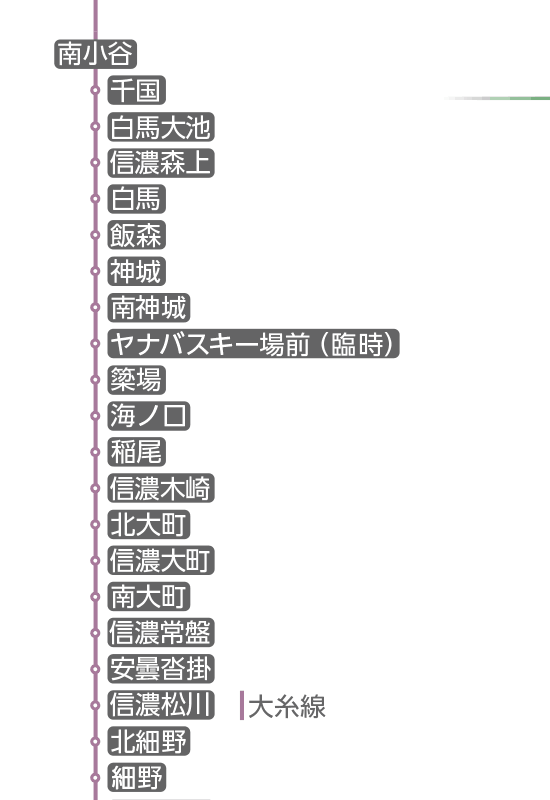 南小谷
千国
白馬大池
信濃森上
白馬
飯森
神城
南神城
ヤナバスキー場前（臨時）
簗場
海ノ口
稲尾
信濃木崎
北大町
信濃大町
南大町
信濃常盤
安曇沓掛
信濃松川
大糸線
北細野
細野